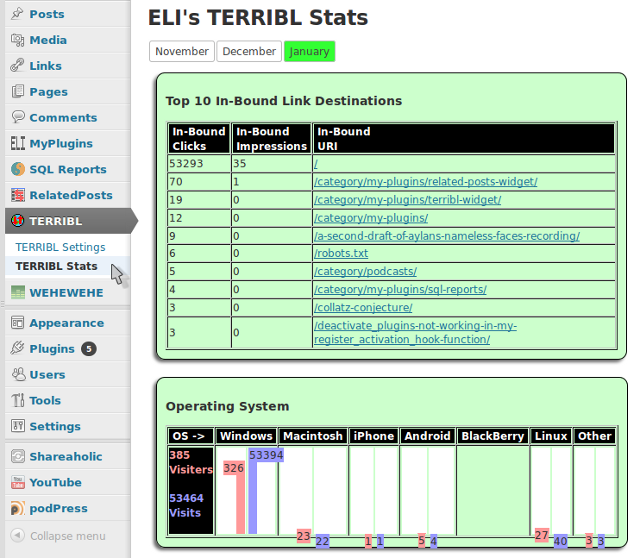 Posts
Media
Links
Pages
Comments
MyPlugins
SQL Reports
RelatedPosts
TERRIBL
TERRIBL Settings
TERRIBL Stats
WEHEWEHE
Appearance
Plugins 5
Users
Tools
Settings
Shareaholic
YouTube
podPress
Collapse menu
ELI's TERRIBL Stats
November December January
Top 10 In-Bound Link Destinations
In-Bound In-Bound In-Bound
Clicks Impressions URI
53293 35 /
70 1 /category/my-plugins/related-posts-widget/
19 0 /category/my-plugins/terribl-widget/
12 0 /category/my-plugins/
9 0 /a-second-draft-of-aylans-nameless-faces-recording/
6 0 /robots.txt
5 0 /category/podcasts/
4 0 /category/my-plugins/sql-reports/
3 0 /collatz-conjecture/
3 0 /deactivate_plugins-not-working-in-my-
register_activation_hook-function/
Operating System
OS -> Windows Macintosh iPhone Android BlackBerry Linux Other
385 53394
Visiters 326
53464
Visits
23 22 1 1 5 4 27 40 3 3